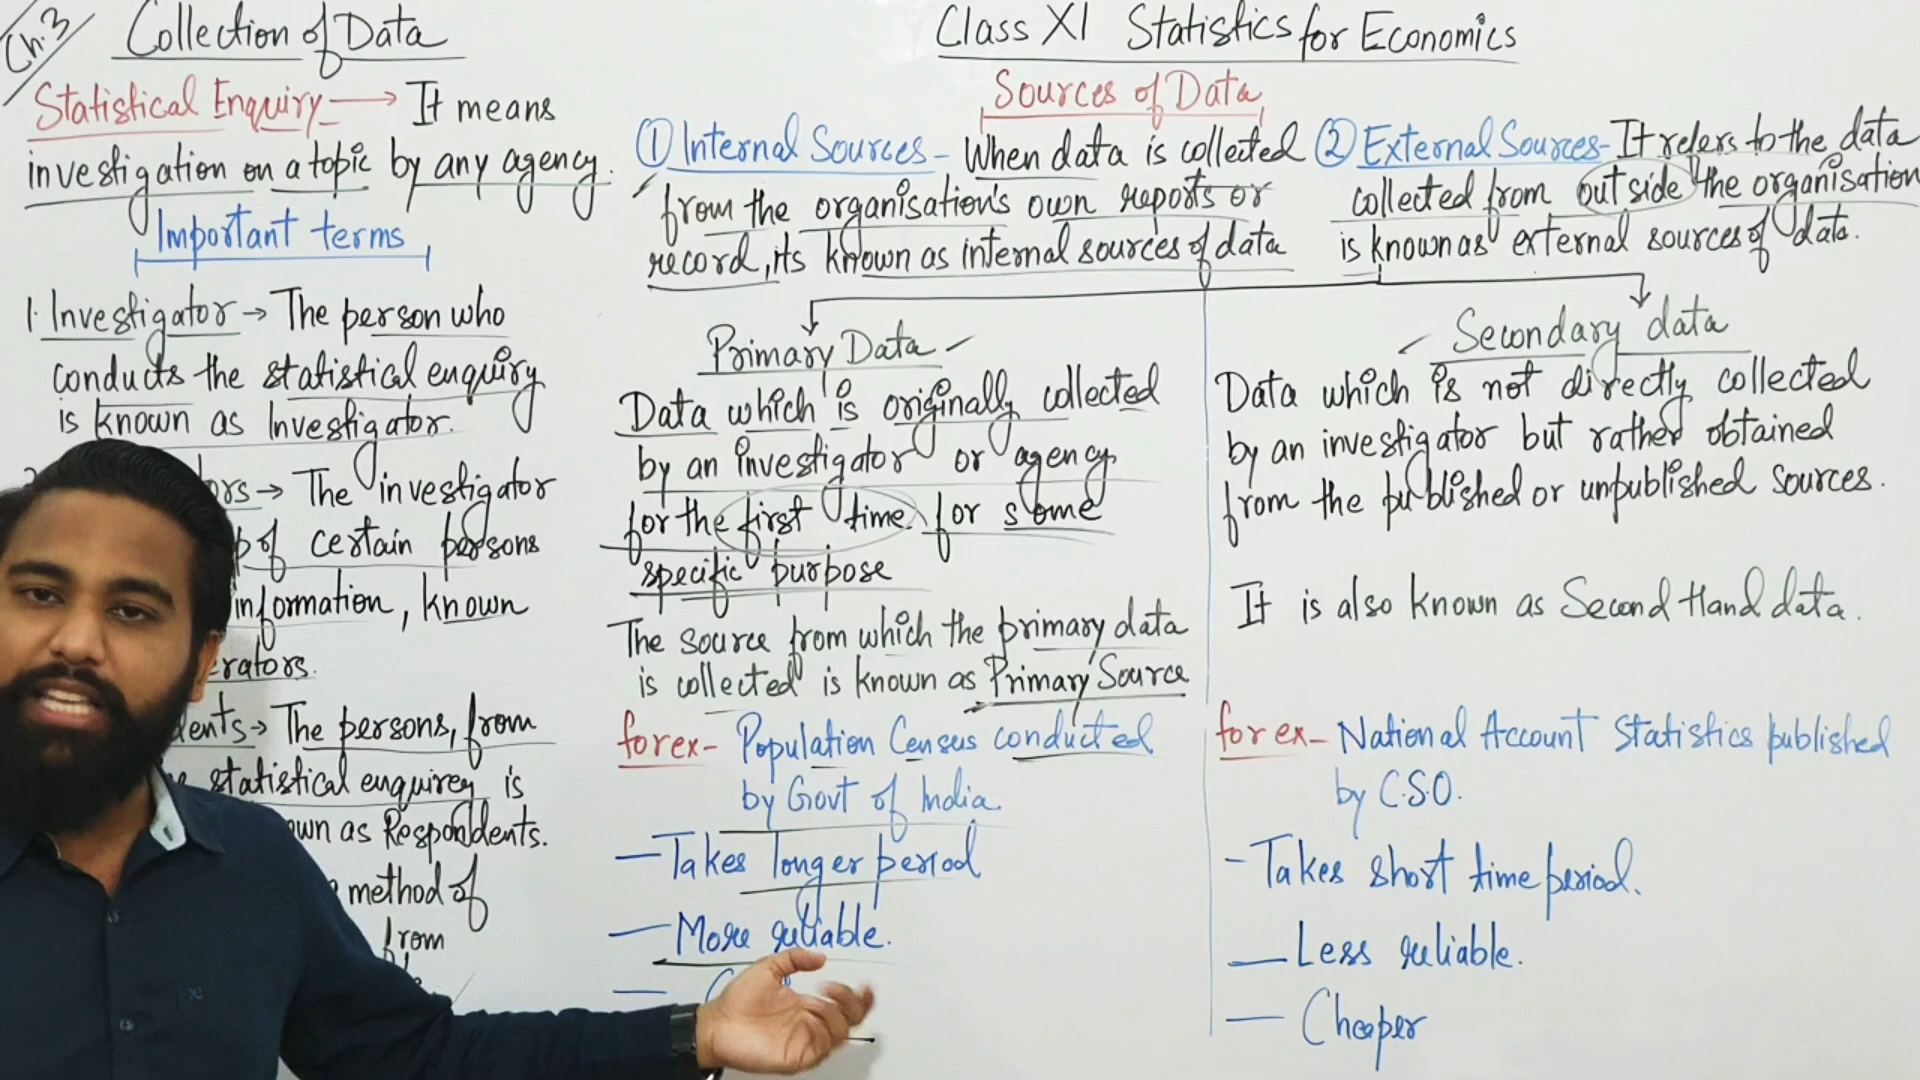 Ch. 3
Collection of Data
Statistical Enquiry → It means
investigation on a topic by any agency.
Important terms
1. Investigator → The person who
conducts the statistical enquiry
is known as Investigator.
→ The investigator
of certain persons
information, known
→ The persons, from
statistical enquirey is
as Respondents.
method of
from
Class XI Statistics for Economics
Sources of Data
① Internal Sources - When data is collected
from the organisation's own reports or
record, its known as internal sources of data
② External Sources - It refers to the data
collected from outside the organisation
is known as external sources of data.
Primary Data
Data which is originally collected
by an investigator or agency
for the first time for some
specific purpose
The source from which the primary data
is collected is known as Primary Source
for ex- Population Census conducted
by Govt of India.
— Takes longer period
— More reliable.
Secondary data
Data which is not directly collected
by an investigator but rather obtained
from the published or unpublished sources.
It is also known as Second Hand data.
for ex- National Account Statistics published
by C.S.O.
- Takes short time period.
— Less reliable.
— Cheaper